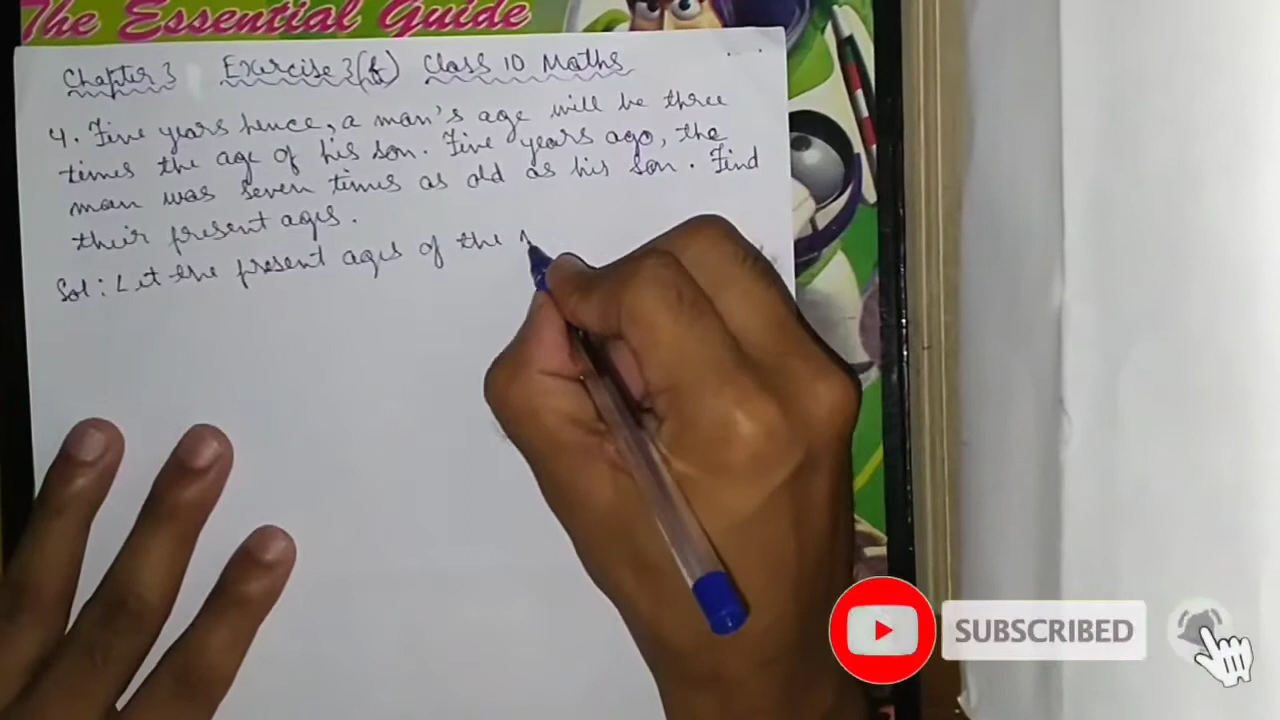 The Essential Guide
Chapter 3 Exercise 3(f) Class 10 Maths
4. Five years hence, a man's age will be three
times the age of his son. Five years ago, the
man was seven times as old as his son. Find
their present ages.
Sol: Let the present ages of the
SUBSCRIBED